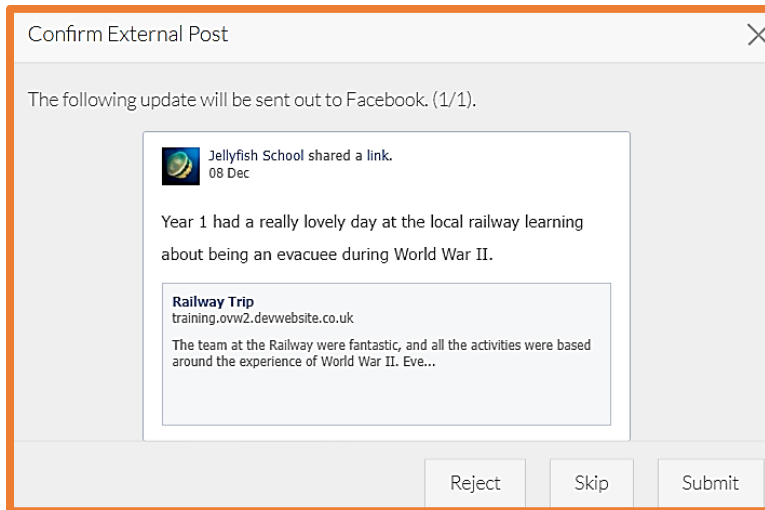 Confirm External Post
The following update will be sent out to Facebook. (1/1).
Jellyfish School shared a link.
08 Dec
Year 1 had a really lovely day at the local railway learning
about being an evacuee during World War II.
Railway Trip
training.ovw2.devwebsite.co.uk
The team at the Railway were fantastic, and all the activities were based
around the experience of World War II. Eve...
Reject Skip Submit